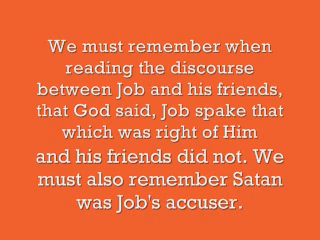 We must remember when
reading the discourse
between Job and his friends,
that God said, Job spake that
which was right of Him
and his friends did not. We
must also remember Satan
was Job's accuser.